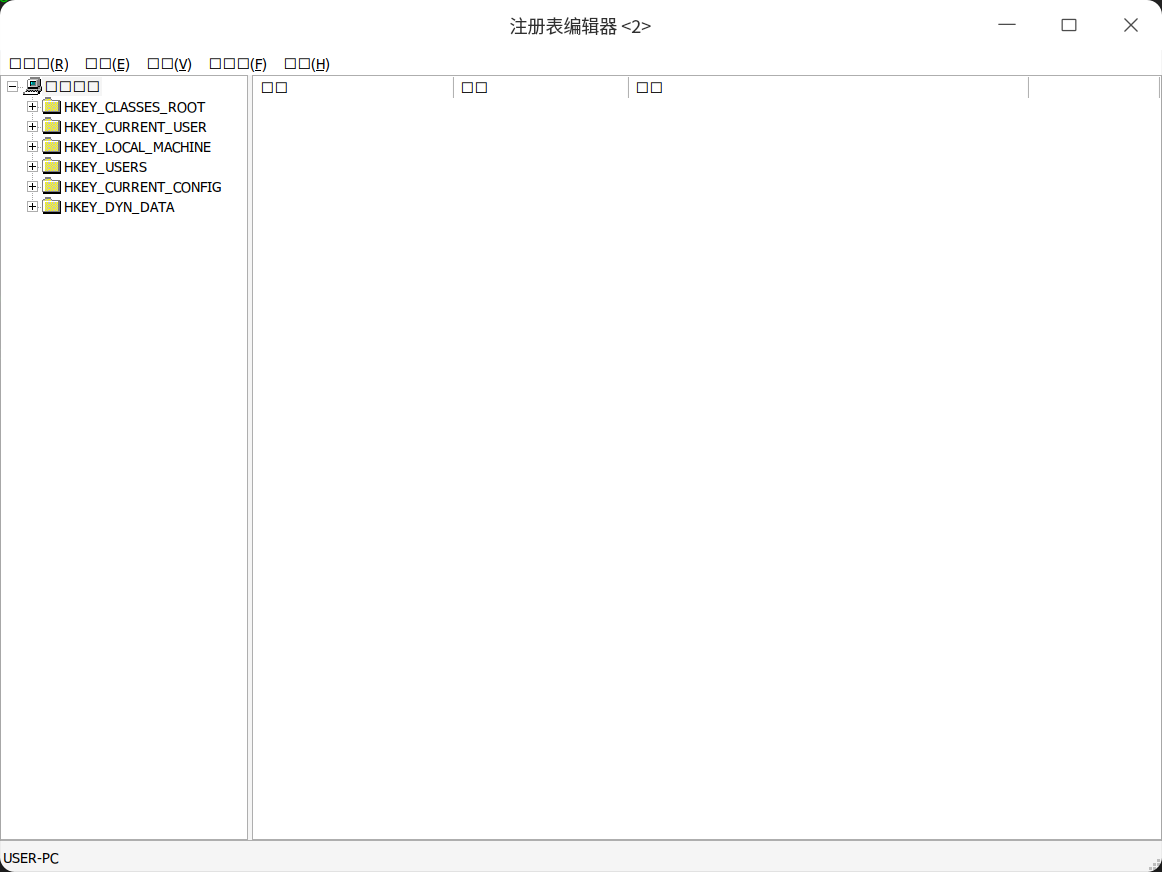 注册表编辑器 <2>
□□□(R) □□(E) □□(V) □□□(F) □□(H)
□□□□
□□ □□ □□
HKEY_CLASSES_ROOT
HKEY_CURRENT_USER
HKEY_LOCAL_MACHINE
HKEY_USERS
HKEY_CURRENT_CONFIG
HKEY_DYN_DATA
USER-PC